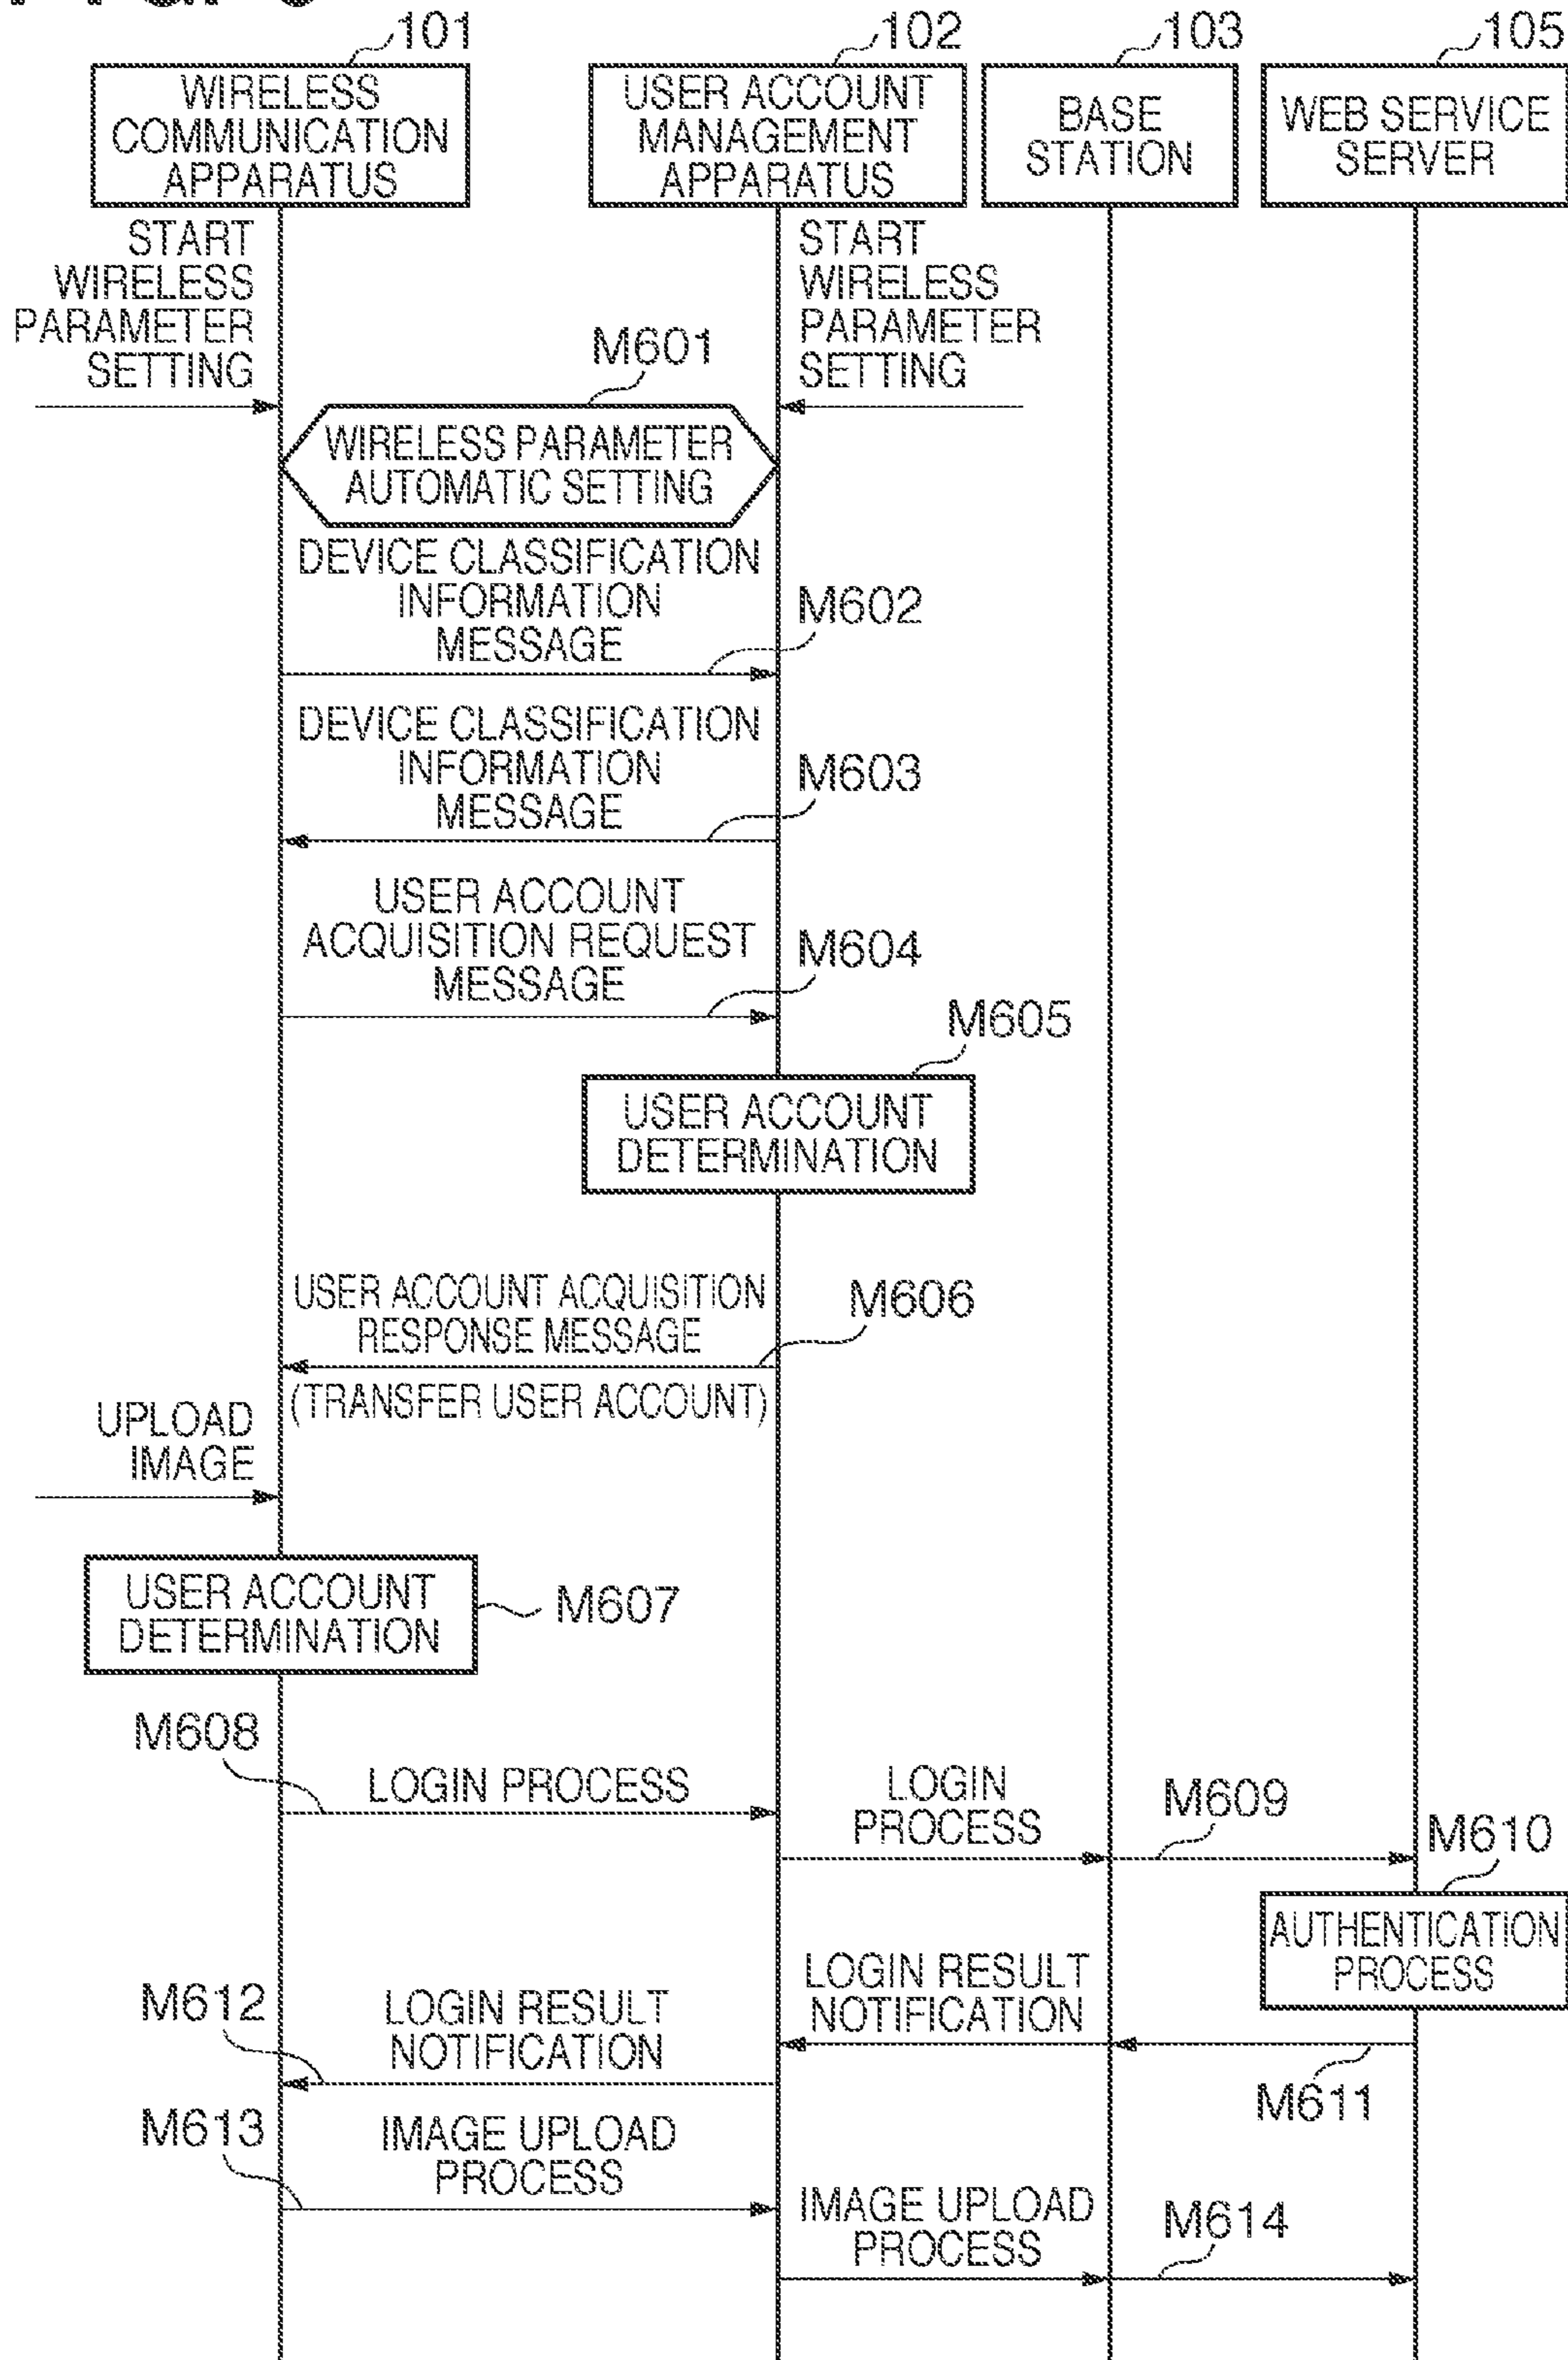 101
102
103
105
WIRELESS
COMMUNICATION
APPARATUS
USER ACCOUNT
MANAGEMENT
APPARATUS
BASE
STATION
WEB SERVICE
SERVER
START
WIRELESS
PARAMETER
SETTING
START
WIRELESS
PARAMETER
SETTING
M601
WIRELESS PARAMETER
AUTOMATIC SETTING
DEVICE CLASSIFICATION
INFORMATION
MESSAGE
M602
DEVICE CLASSIFICATION
INFORMATION
MESSAGE
M603
USER ACCOUNT
ACQUISITION REQUEST
MESSAGE
M604
M605
USER ACCOUNT
DETERMINATION
USER ACCOUNT ACQUISITION
RESPONSE MESSAGE
M606
(TRANSFER USER ACCOUNT)
UPLOAD
IMAGE
USER ACCOUNT
DETERMINATION
M607
M608
LOGIN PROCESS
LOGIN
PROCESS
M609
M610
AUTHENTICATION
PROCESS
LOGIN RESULT
NOTIFICATION
M611
M612
LOGIN RESULT
NOTIFICATION
M613
IMAGE UPLOAD
PROCESS
IMAGE UPLOAD
PROCESS
M614